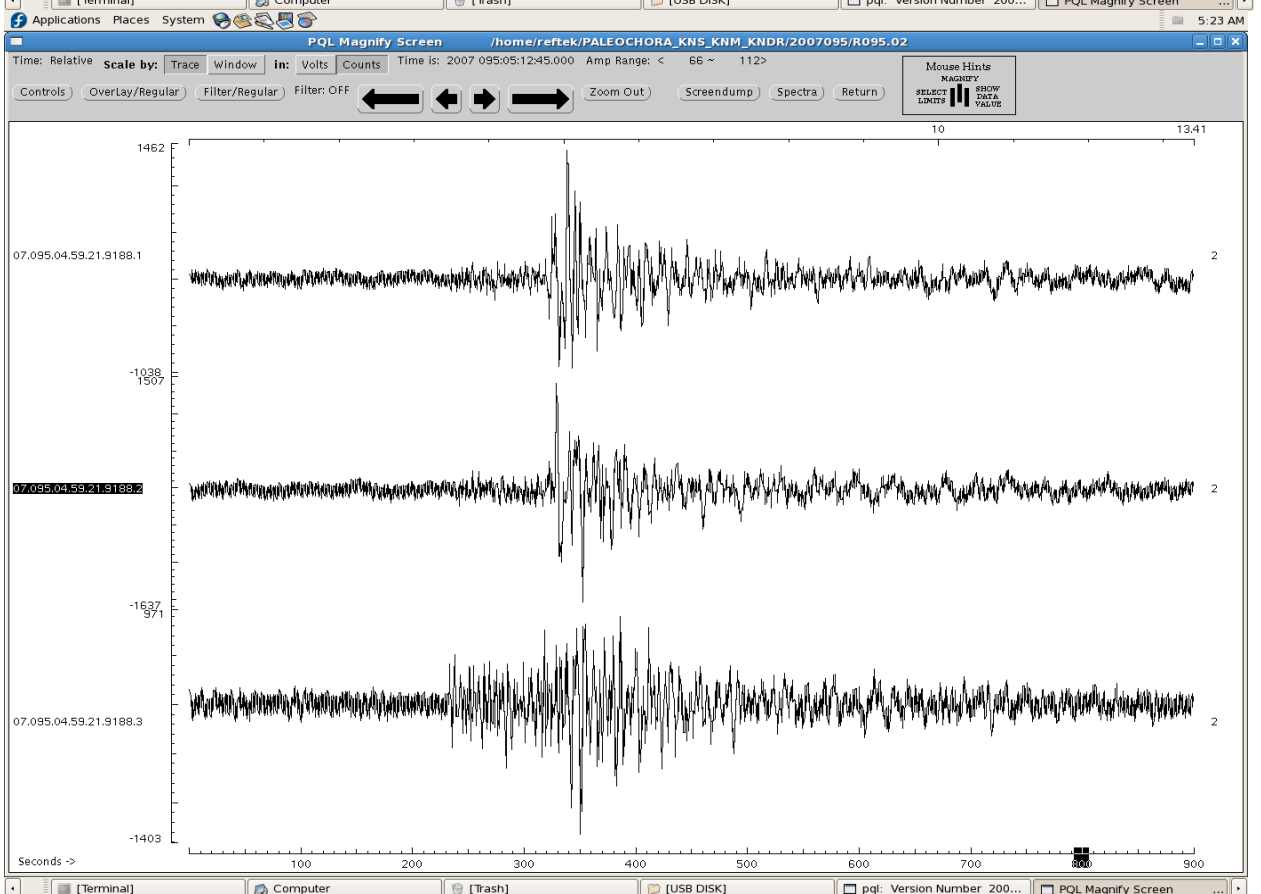 [Terminal] Computer [Trash] [USB DISK] pql: Version Number 200... PQL Magnify Screen ...
Applications Places System 5:23 AM
PQL Magnify Screen /home/reftek/PALEOCHORA_KNS_KNM_KNDR/2007095/R095.02
Time: Relative Scale by: Trace Window in: Volts Counts Time is: 2007 095:05:12:45.000 Amp Range: < 66 ~ 112>
Controls OverLay/Regular Filter/Regular Filter: OFF Zoom Out Screendump Spectra Return
Mouse Hints
MAGNIFY
SELECT LIMITS
SHOW DATA VALUE
10 13.41
1462
07.095.04.59.21.9188.1 2
-1038
1507
07.095.04.59.21.9188.2 2
-1637
971
07.095.04.59.21.9188.3 2
-1403
Seconds -> 100 200 300 400 500 600 700 800 900
[Terminal] Computer [Trash] [USB DISK] pql: Version Number 200... PQL Magnify Screen ...